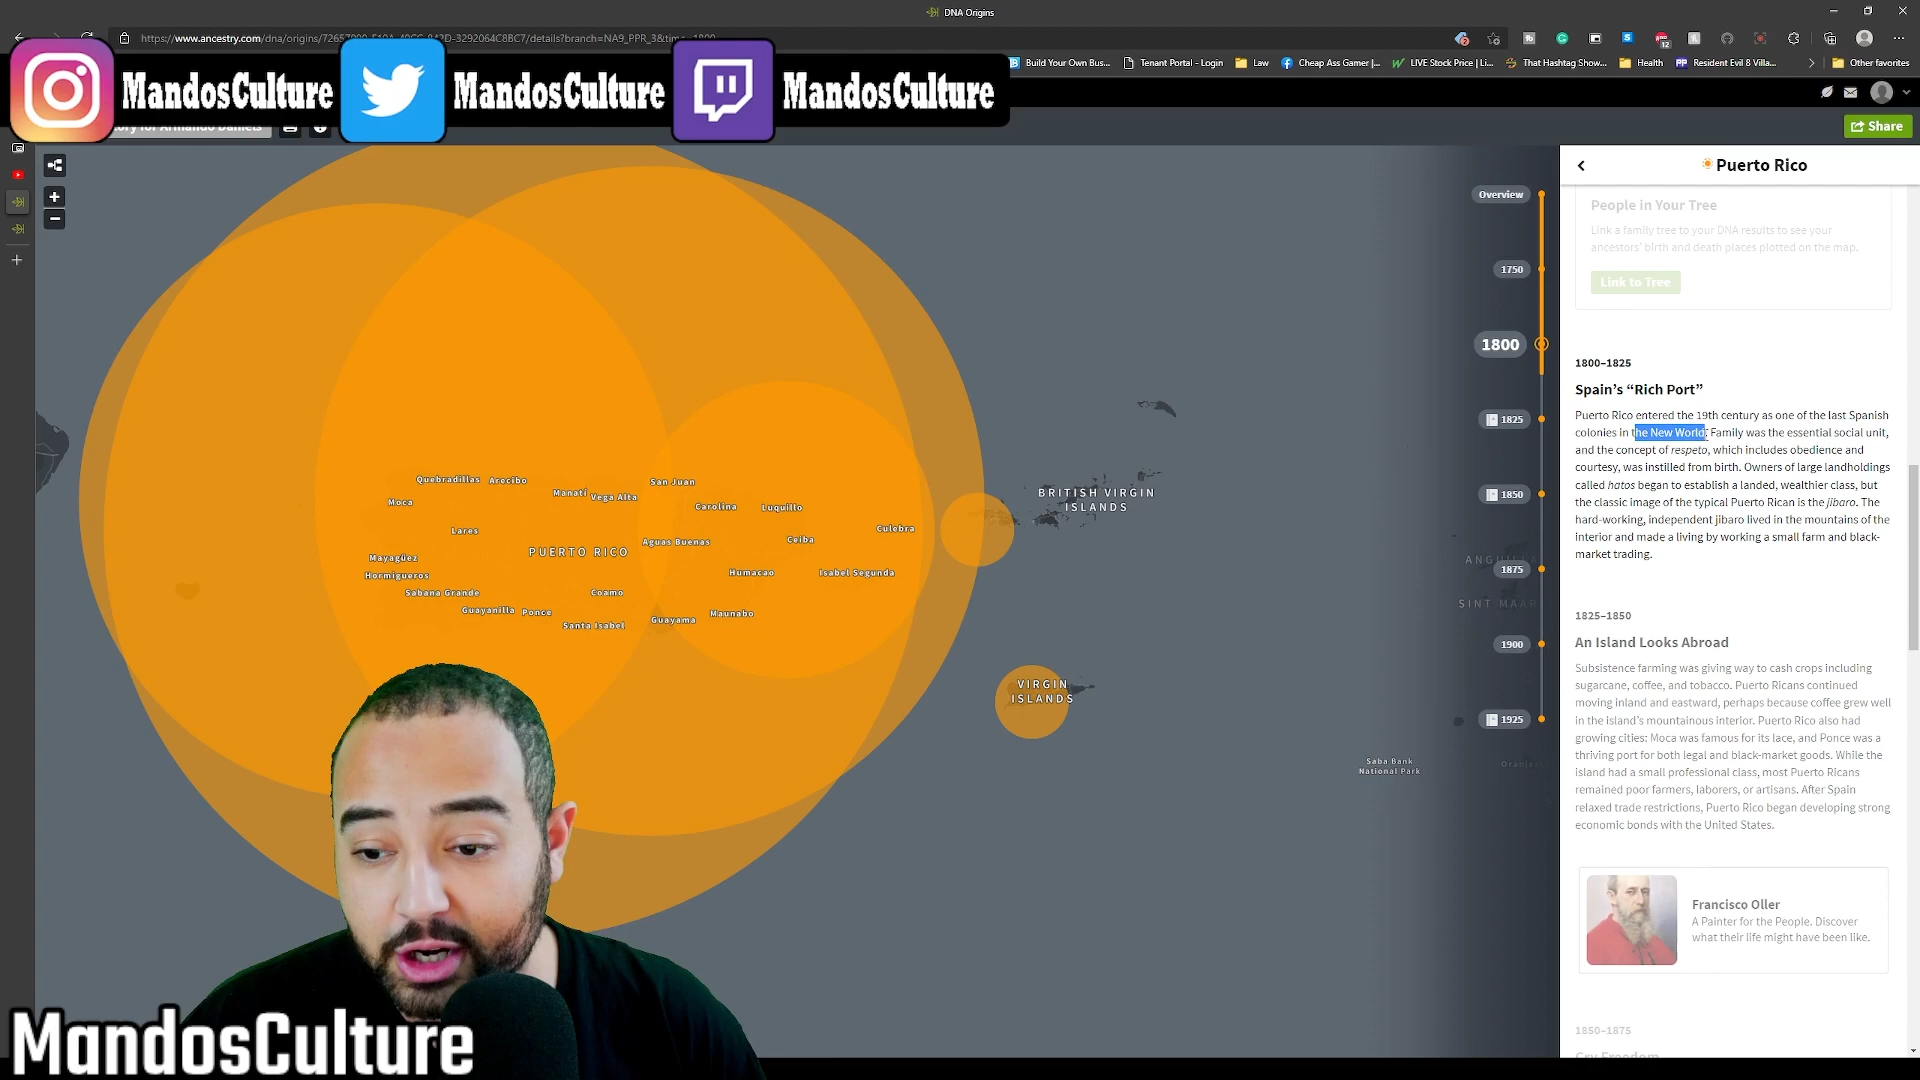 DNA Origins
https://www.ancestry.com/dna/origins/
Build Your Own Bus...
Tenant Portal - Login
Law
Cheap Ass Gamer |...
LIVE Stock Price | Li...
That Hashtag Show...
Health
Resident Evil 8 Villa...
Other favorites
12
MandosCulture
MandosCulture
MandosCulture
Share
Puerto Rico
People in Your Tree
Link a family tree to your DNA results to see your
ancestors' birth and death places plotted on the map.
Link to Tree
Overview
1750
1800
1825
1850
1875
1900
1925
1800–1825
Spain's “Rich Port”
Puerto Rico entered the 19th century as one of the last Spanish
colonies in the New World. Family was the essential social unit,
and the concept of respeto, which includes obedience and
courtesy, was instilled from birth. Owners of large landholdings
called hatos began to establish a landed, wealthier class, but
the classic image of the typical Puerto Rican is the jíbaro. The
hard-working, independent jibaro lived in the mountains of the
interior and made a living by working a small farm and black-
market trading.
1825–1850
An Island Looks Abroad
Subsistence farming was giving way to cash crops including
sugarcane, coffee, and tobacco. Puerto Ricans continued
moving inland and eastward, perhaps because coffee grew well
in the island's mountainous interior. Puerto Rico also had
growing cities: Moca was famous for its lace, and Ponce was a
thriving port for both legal and black-market goods. While the
island had a small professional class, most Puerto Ricans
remained poor farmers, laborers, or artisans. After Spain
relaxed trade restrictions, Puerto Rico began developing strong
economic bonds with the United States.
Francisco Oller
A Painter for the People. Discover
what their life might have been like.
1850–1875
Cry Freedom
Quebradillas
Arecibo
Moca
Manatí
Vega Alta
San Juan
Carolina
Luquillo
Culebra
Lares
PUERTO RICO
Aguas Buenas
Ceiba
Mayagüez
Hormigueros
Humacao
Isabel Segunda
Sabana Grande
Coamo
Guayanilla
Ponce
Santa Isabel
Guayama
Maunabo
BRITISH VIRGIN
ISLANDS
VIRGIN
ISLANDS
SINT MAAR
Saba Bank
National Park
MandosCulture